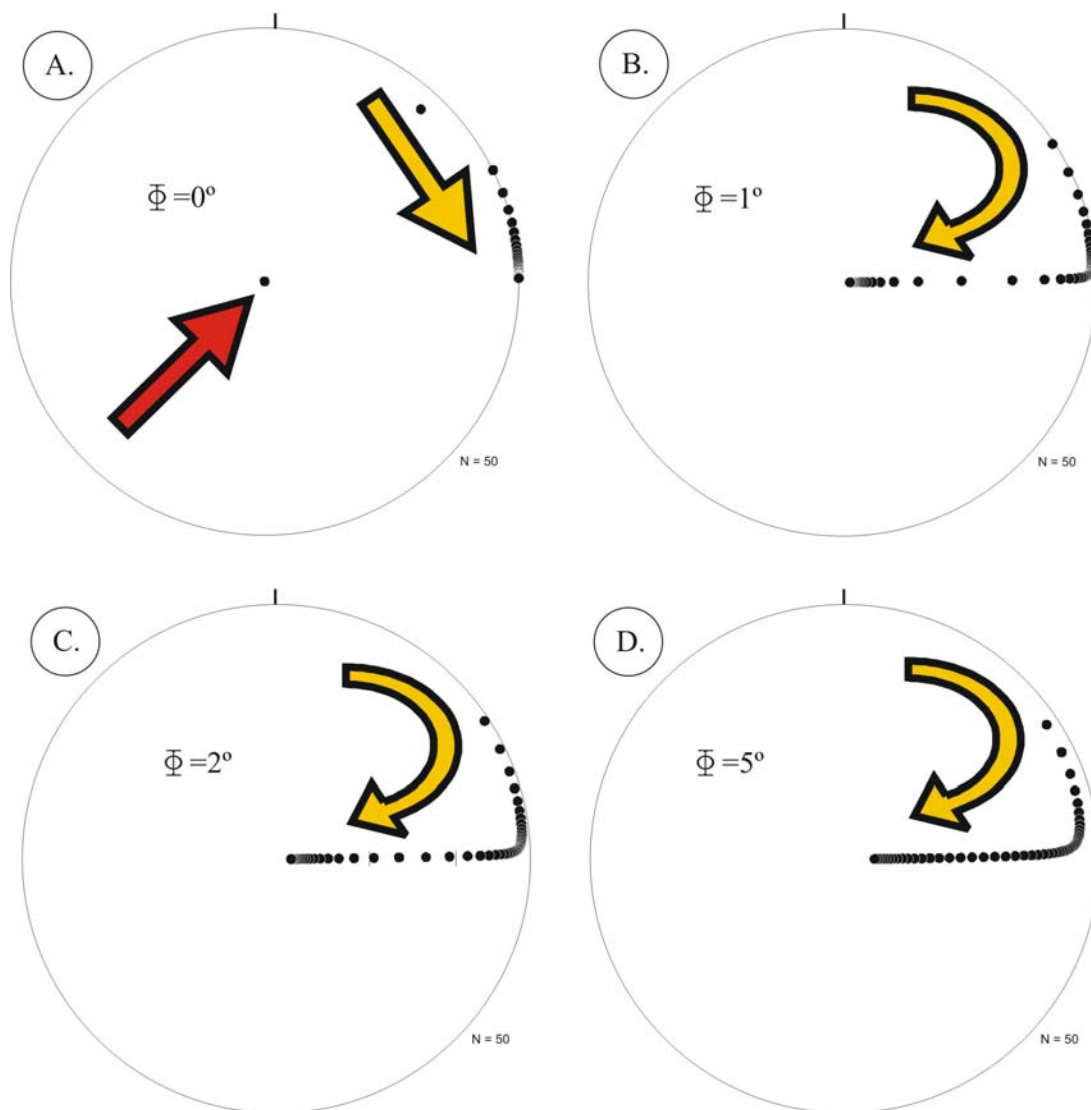 A.
Φ =0º
N = 50
B.
Φ =1º
N = 50
C.
Φ =2º
N = 50
D.
Φ =5º
N = 50